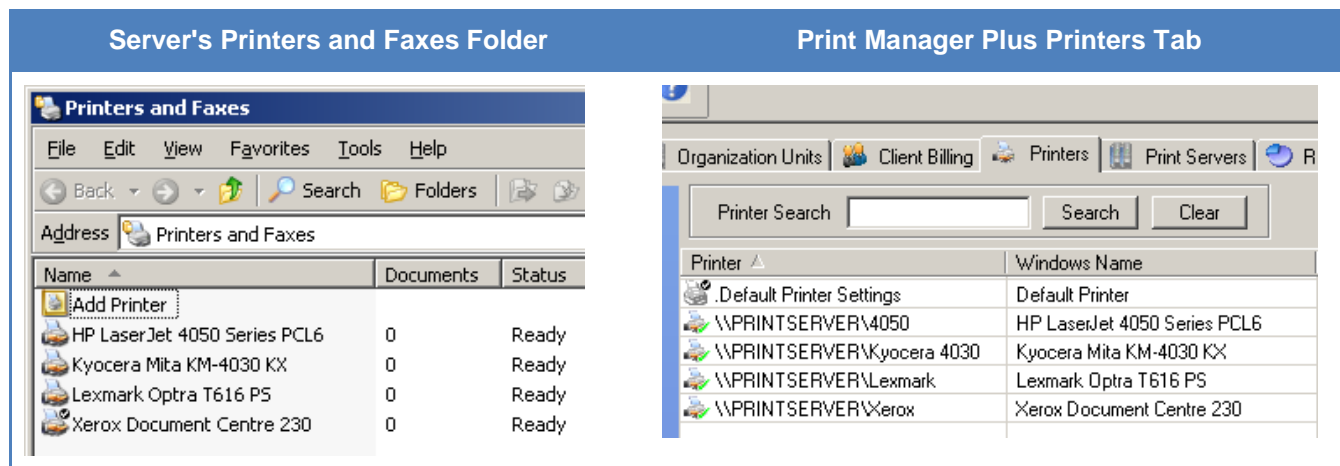 Server's Printers and Faxes Folder
Print Manager Plus Printers Tab
Printers and Faxes
File Edit View Favorites Tools Help
Back Search Folders
Address Printers and Faxes
Name Documents Status
Add Printer
HP LaserJet 4050 Series PCL6 0 Ready
Kyocera Mita KM-4030 KX 0 Ready
Lexmark Optra T616 PS 0 Ready
Xerox Document Centre 230 0 Ready
Organization Units Client Billing Printers Print Servers R
Printer Search Search Clear
Printer Windows Name
.Default Printer Settings Default Printer
\\PRINTSERVER\4050 HP LaserJet 4050 Series PCL6
\\PRINTSERVER\Kyocera 4030 Kyocera Mita KM-4030 KX
\\PRINTSERVER\Lexmark Lexmark Optra T616 PS
\\PRINTSERVER\Xerox Xerox Document Centre 230